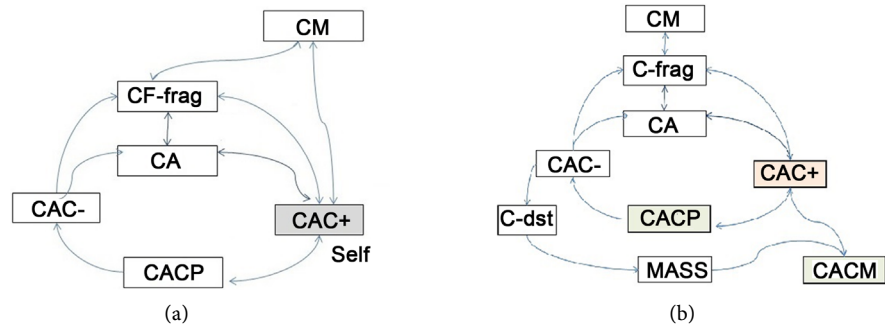 CM
CF-frag
CA
CAC-
CAC+
Self
CACP
(a)
CM
C-frag
CA
CAC-
CAC+
C-dst
CACP
MASS
CACM
(b)